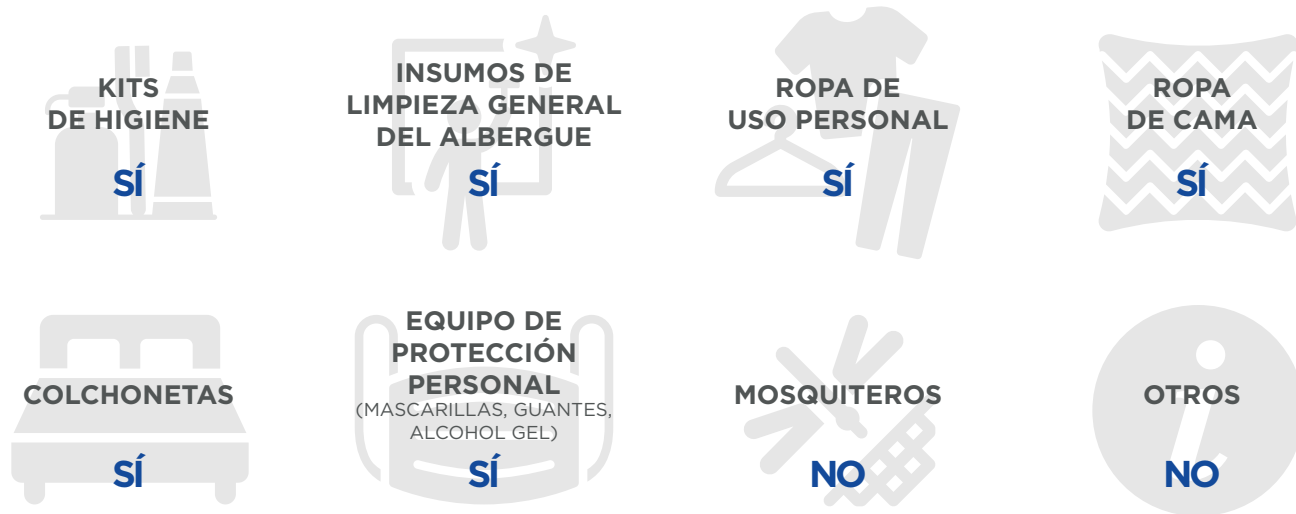 KITS
DE HIGIENE
SÍ
INSUMOS DE
LIMPIEZA GENERAL
DEL ALBERGUE
SÍ
ROPA DE
USO PERSONAL
SÍ
ROPA
DE CAMA
SÍ
COLCHONETAS
SÍ
EQUIPO DE
PROTECCIÓN
PERSONAL
(MASCARILLAS, GUANTES,
ALCOHOL GEL)
SÍ
MOSQUITEROS
NO
OTROS
NO